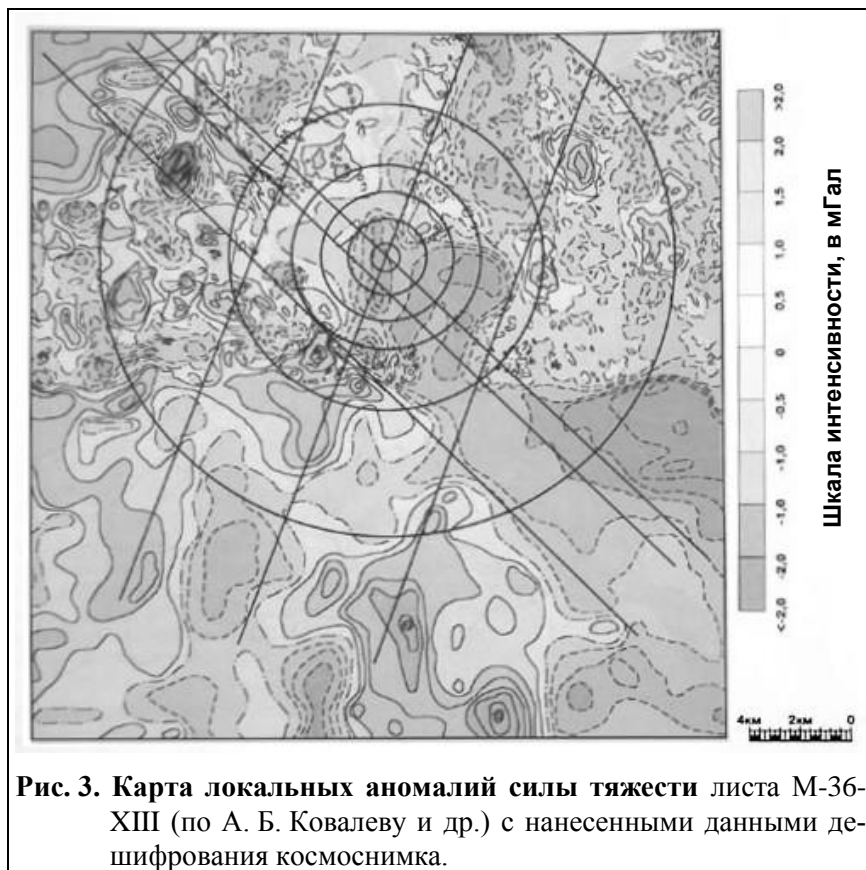 >2,0
2,0
1,5
1,0
0,5
0
-0,5
-1,0
-1,0
-2,0
<-2,0
Шкала интенсивности, в мГал
4км 2км 0
Рис. 3. Карта локальных аномалий силы тяжести листа М-36-
XIII (по А. Б. Ковалеву и др.) с нанесенными данными де-
шифрования космоснимка.